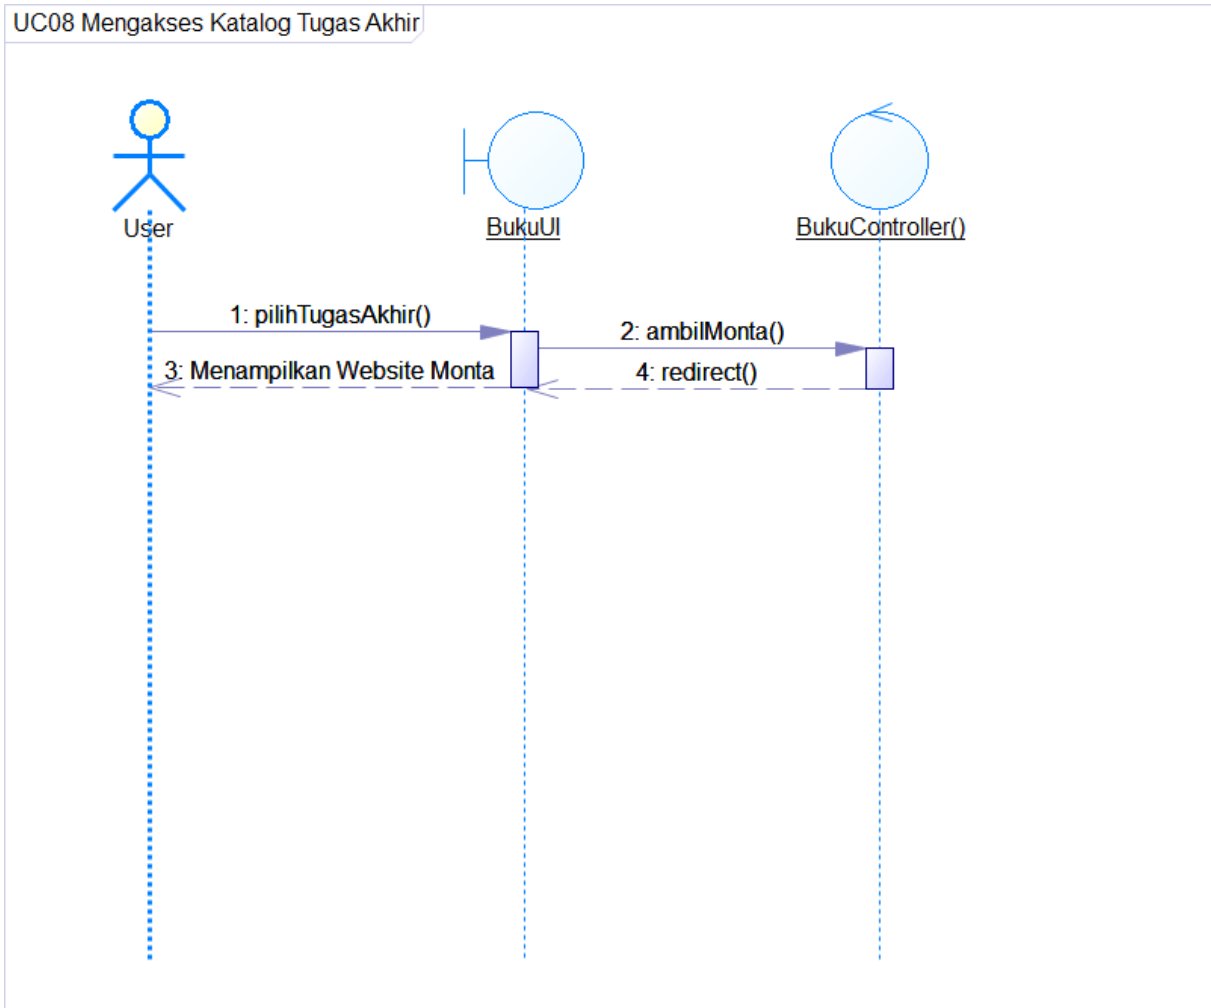 UC08 Mengakses Katalog Tugas Akhir
User
BukuUI
BukuController()
1: pilihTugasAkhir()
2: ambilMonta()
3: Menampilkan Website Monta
4: redirect()